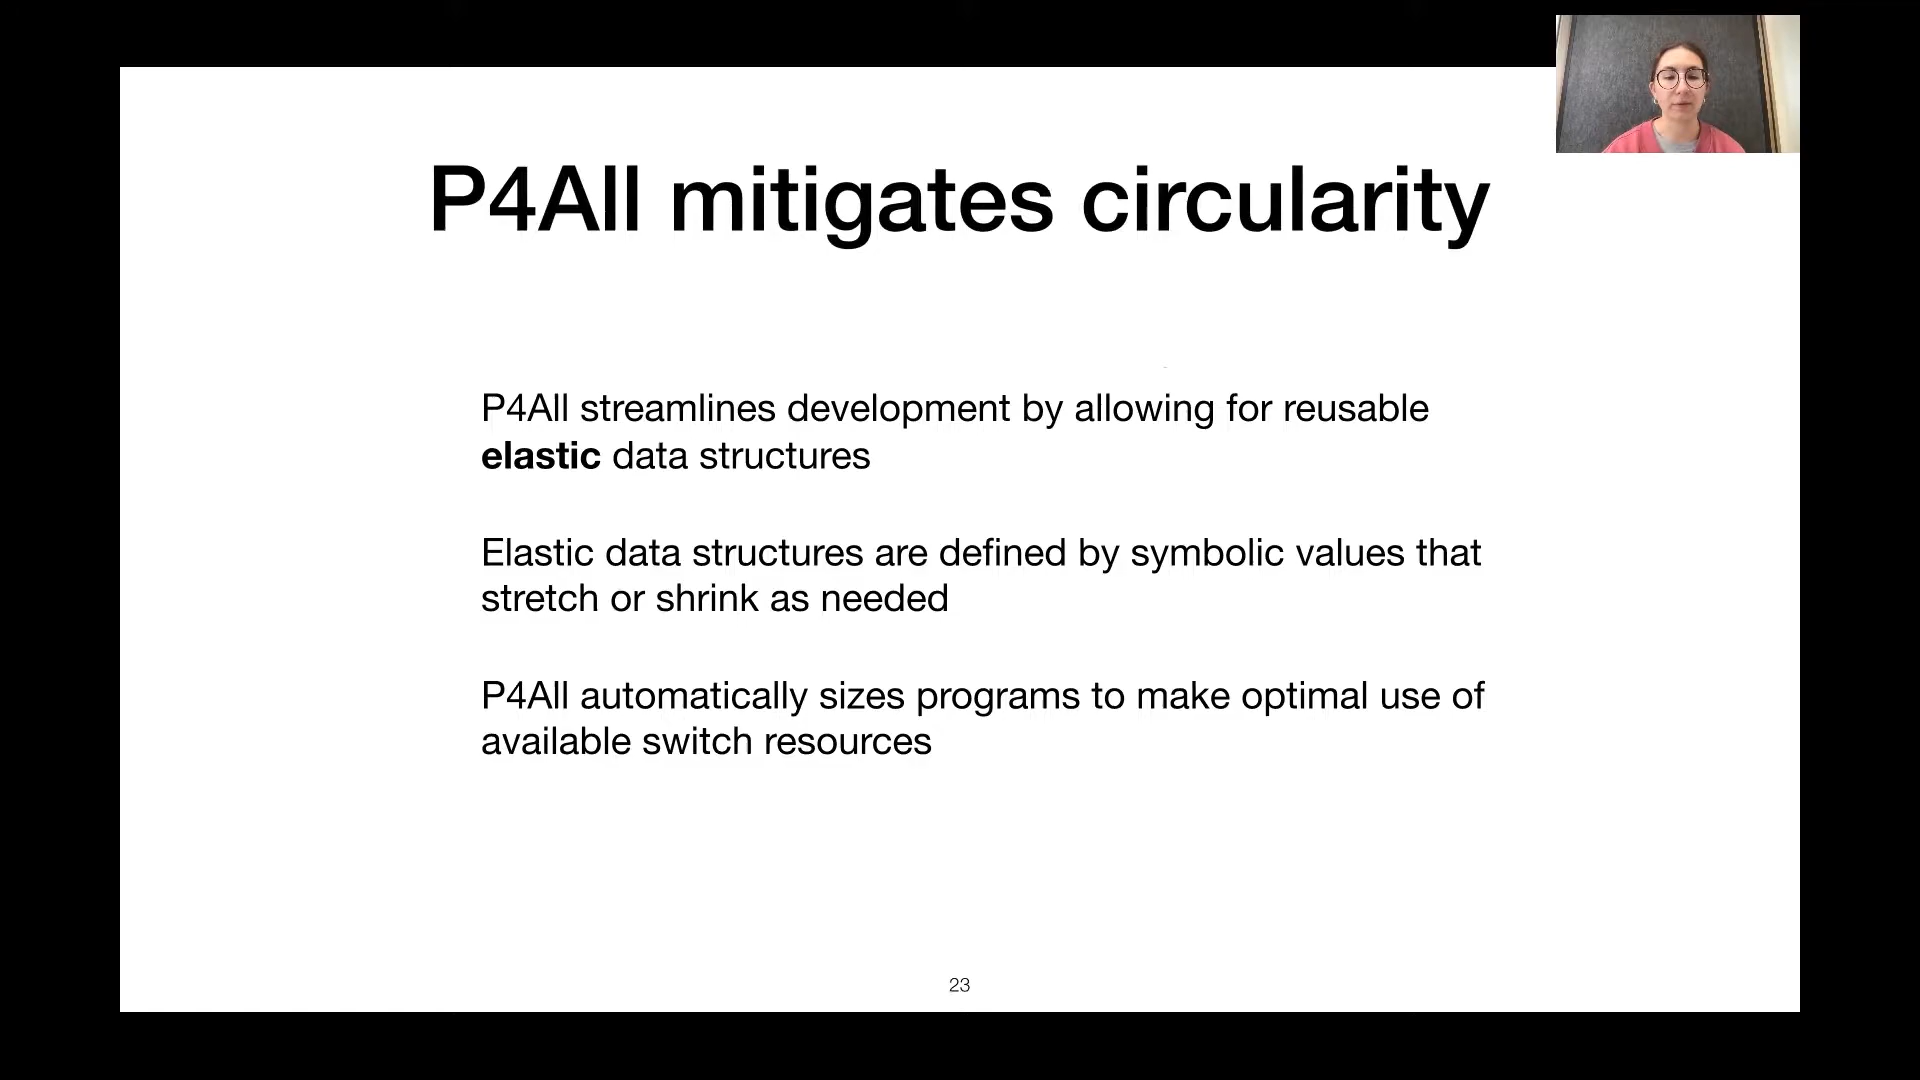 P4All mitigates circularity
P4All streamlines development by allowing for reusable
elastic data structures
Elastic data structures are defined by symbolic values that
stretch or shrink as needed
P4All automatically sizes programs to make optimal use of
available switch resources
23